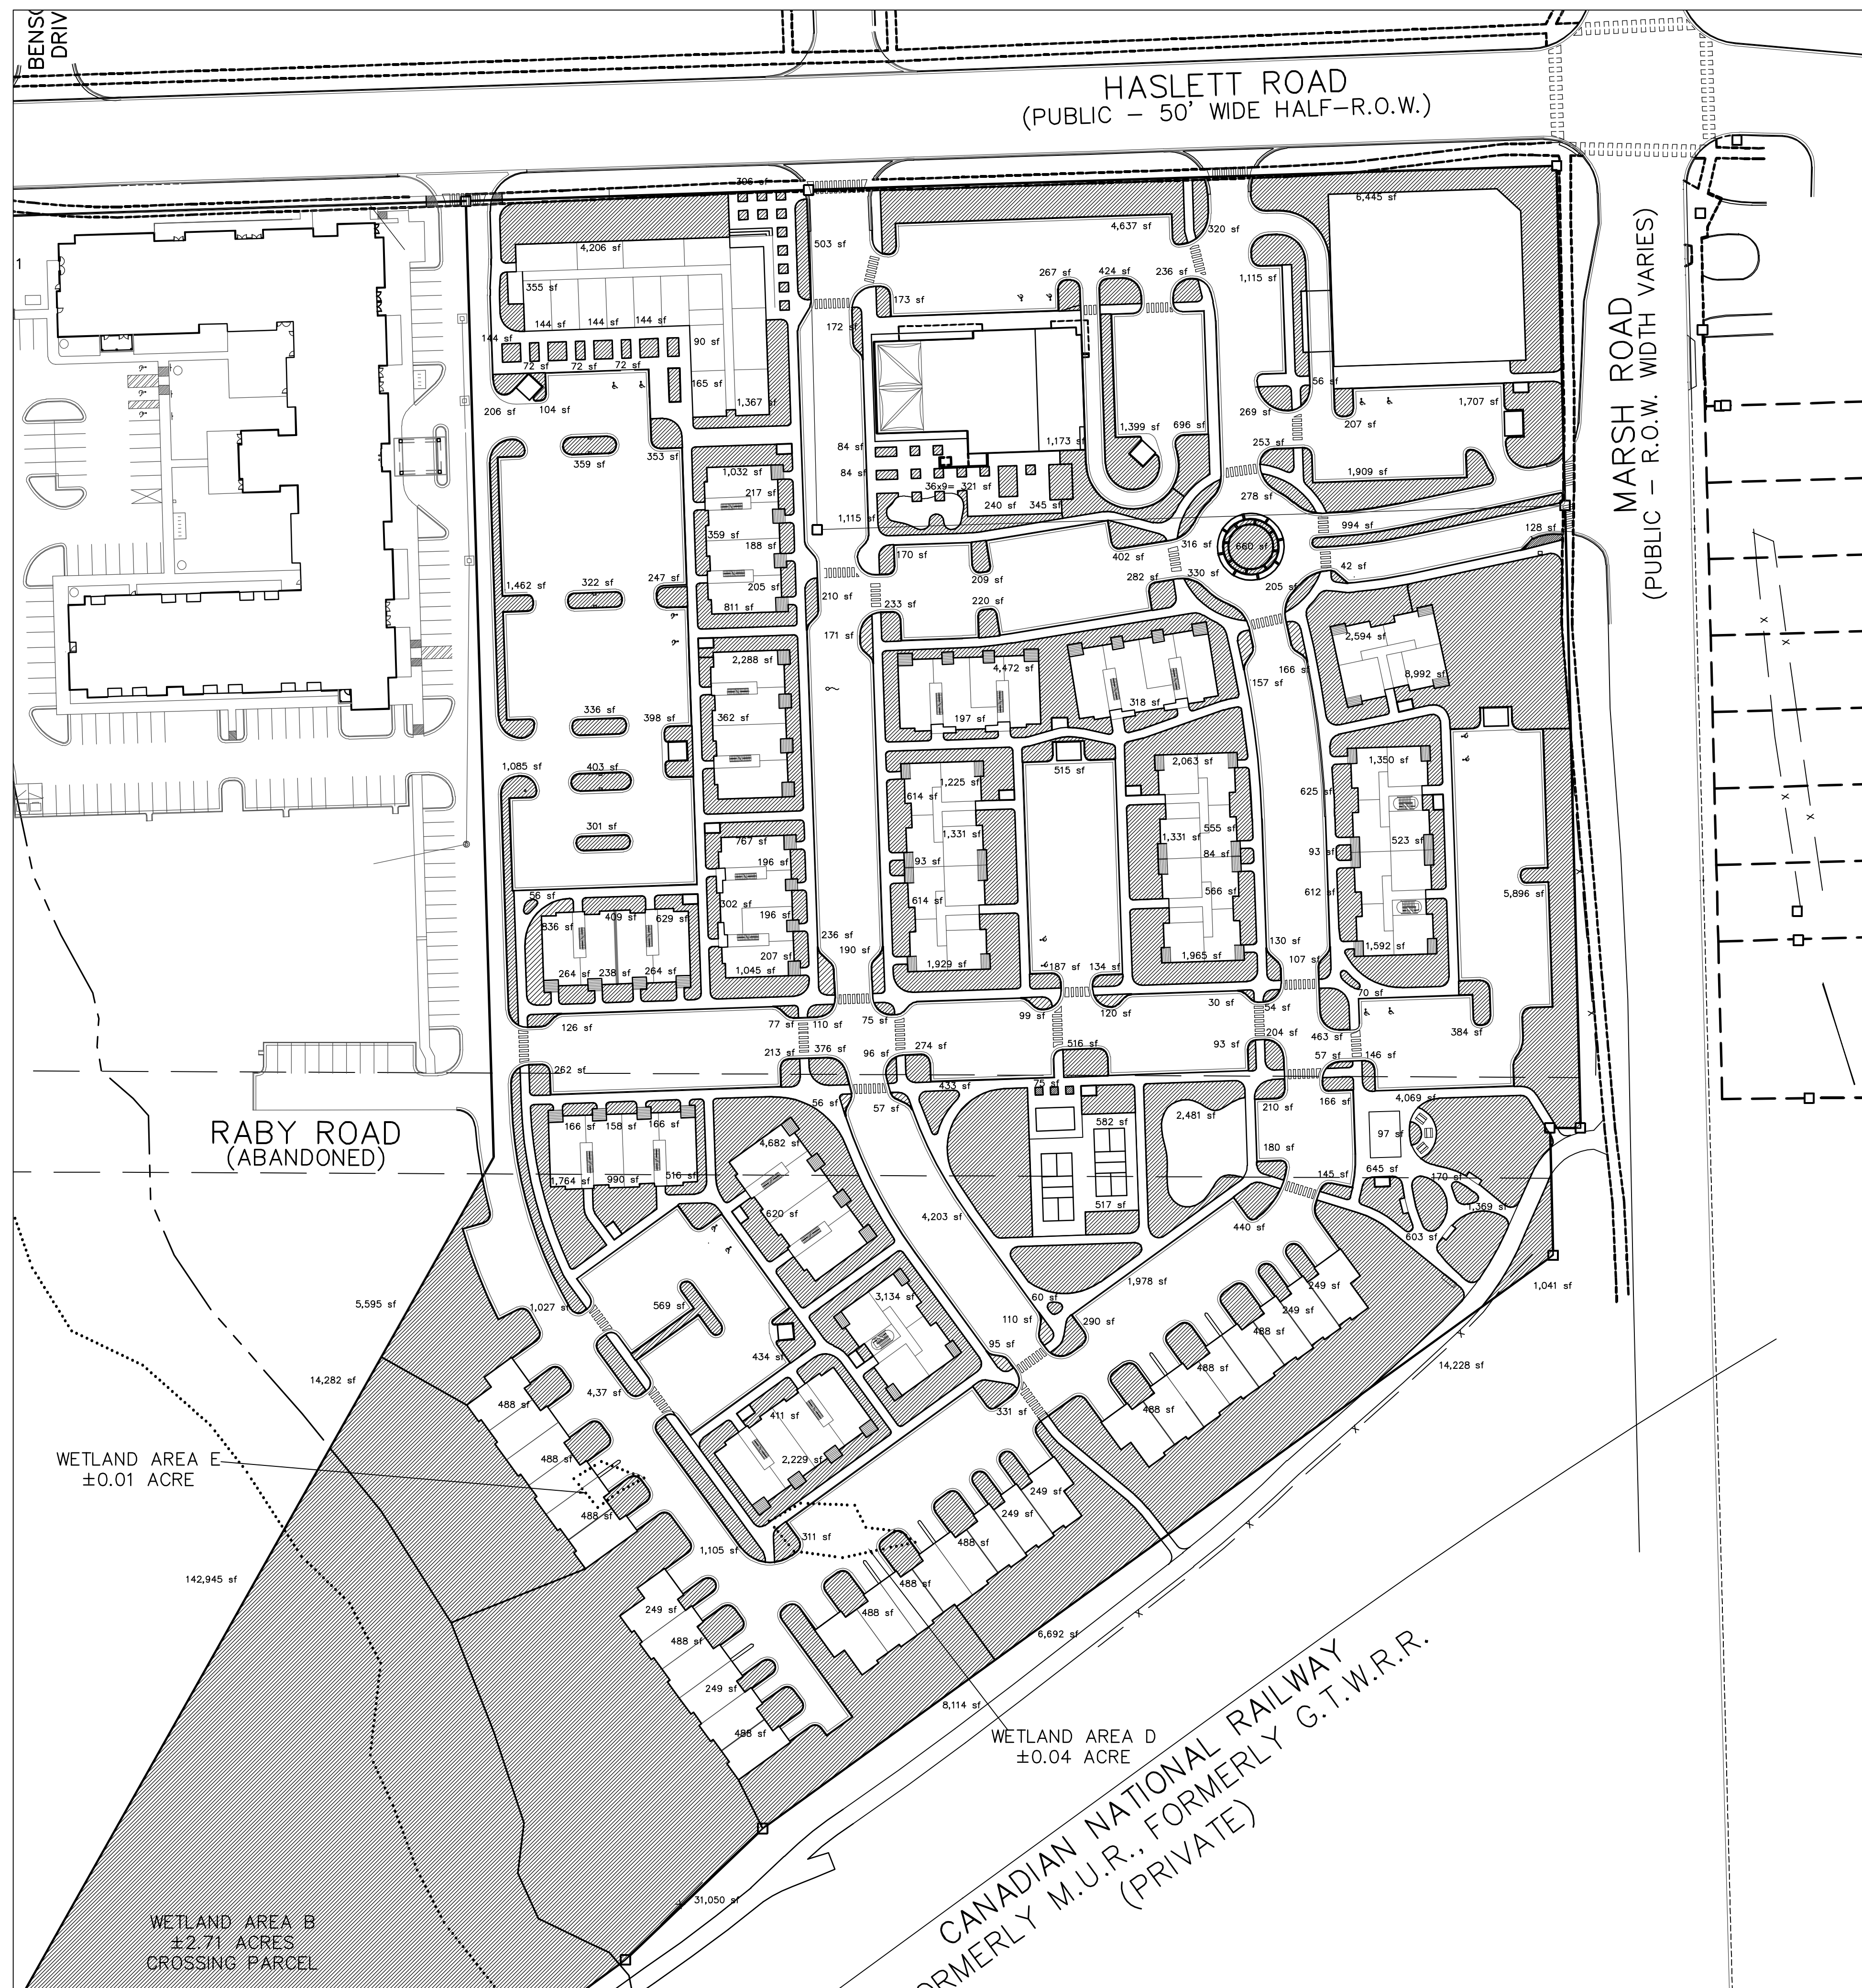 BENSO
DRIV
HASLETT ROAD
(PUBLIC – 50' WIDE HALF–R.O.W.)
MARSH ROAD
(PUBLIC - R.O.W. WIDTH VARIES)
1
306 sf
4,206 sf
503 sf
4,637 sf
320 sf
6,445 sf
355 sf
173 sf
267 sf
424 sf
236 sf
1,115 sf
144 sf
144 sf
144 sf
144 sf
172 sf
90 sf
72 sf
72 sf
72 sf
165 sf
56 sf
206 sf
104 sf
1,367 sf
269 sf
207 sf
1,707 sf
359 sf
353 sf
84 sf
1,173 sf
1,399 sf
696 sf
253 sf
1,032 sf
84 sf
1,909 sf
217 sf
36x9= 321 sf
240 sf
345 sf
278 sf
1,115 sf
994 sf
128 sf
359 sf
188 sf
170 sf
402 sf
316 sf
660 sf
1,462 sf
322 sf
247 sf
205 sf
209 sf
282 sf
330 sf
205 sf
42 sf
811 sf
210 sf
233 sf
220 sf
171 sf
2,594 sf
2,288 sf
4,472 sf
166 sf
8,992 sf
157 sf
336 sf
398 sf
362 sf
197 sf
318 sf
1,085 sf
403 sf
515 sf
2,063 sf
1,350 sf
614 sf
1,225 sf
625 sf
301 sf
767 sf
1,331 sf
1,331 sf
555 sf
523 sf
196 sf
93 sf
84 sf
93 sf
56 sf
302 sf
614 sf
566 sf
612 sf
5,896 sf
409 sf
629 sf
196 sf
836 sf
236 sf
190 sf
130 sf
1,592 sf
264 sf
238 sf
264 sf
207 sf
1,045 sf
1,929 sf
187 sf
134 sf
1,965 sf
107 sf
70 sf
126 sf
77 sf
110 sf
75 sf
99 sf
120 sf
30 sf
54 sf
463 sf
384 sf
213 sf
376 sf
96 sf
274 sf
516 sf
93 sf
204 sf
57 sf
146 sf
262 sf
433 sf
75 sf
56 sf
57 sf
210 sf
166 sf
4,069 sf
RABY ROAD
(ABANDONED)
166 sf
158 sf
166 sf
4,682 sf
582 sf
2,481 sf
97 sf
180 sf
1,764 sf
990 sf
516 sf
145 sf
645 sf
170 sf
620 sf
4,203 sf
517 sf
440 sf
1,369 sf
603 sf
1,978 sf
249 sf
1,041 sf
5,595 sf
1,027 sf
569 sf
3,134 sf
60 sf
110 sf
290 sf
249 sf
488 sf
434 sf
95 sf
488 sf
14,228 sf
14,282 sf
4,37 sf
488 sf
411 sf
331 sf
488 sf
WETLAND AREA E
±0.01 ACRE
488 sf
2,229 sf
249 sf
488 sf
249 sf
311 sf
488 sf
1,105 sf
142,945 sf
488 sf
249 sf
488 sf
488 sf
6,692 sf
249 sf
8,114 sf
488 sf
WETLAND AREA D
±0.04 ACRE
31,050 sf
WETLAND AREA B
±2.71 ACRES
CROSSING PARCEL
CANADIAN NATIONAL RAILWAY
ORMERLY M.U.R., FORMERLY G.T.W.R.R.
(PRIVATE)